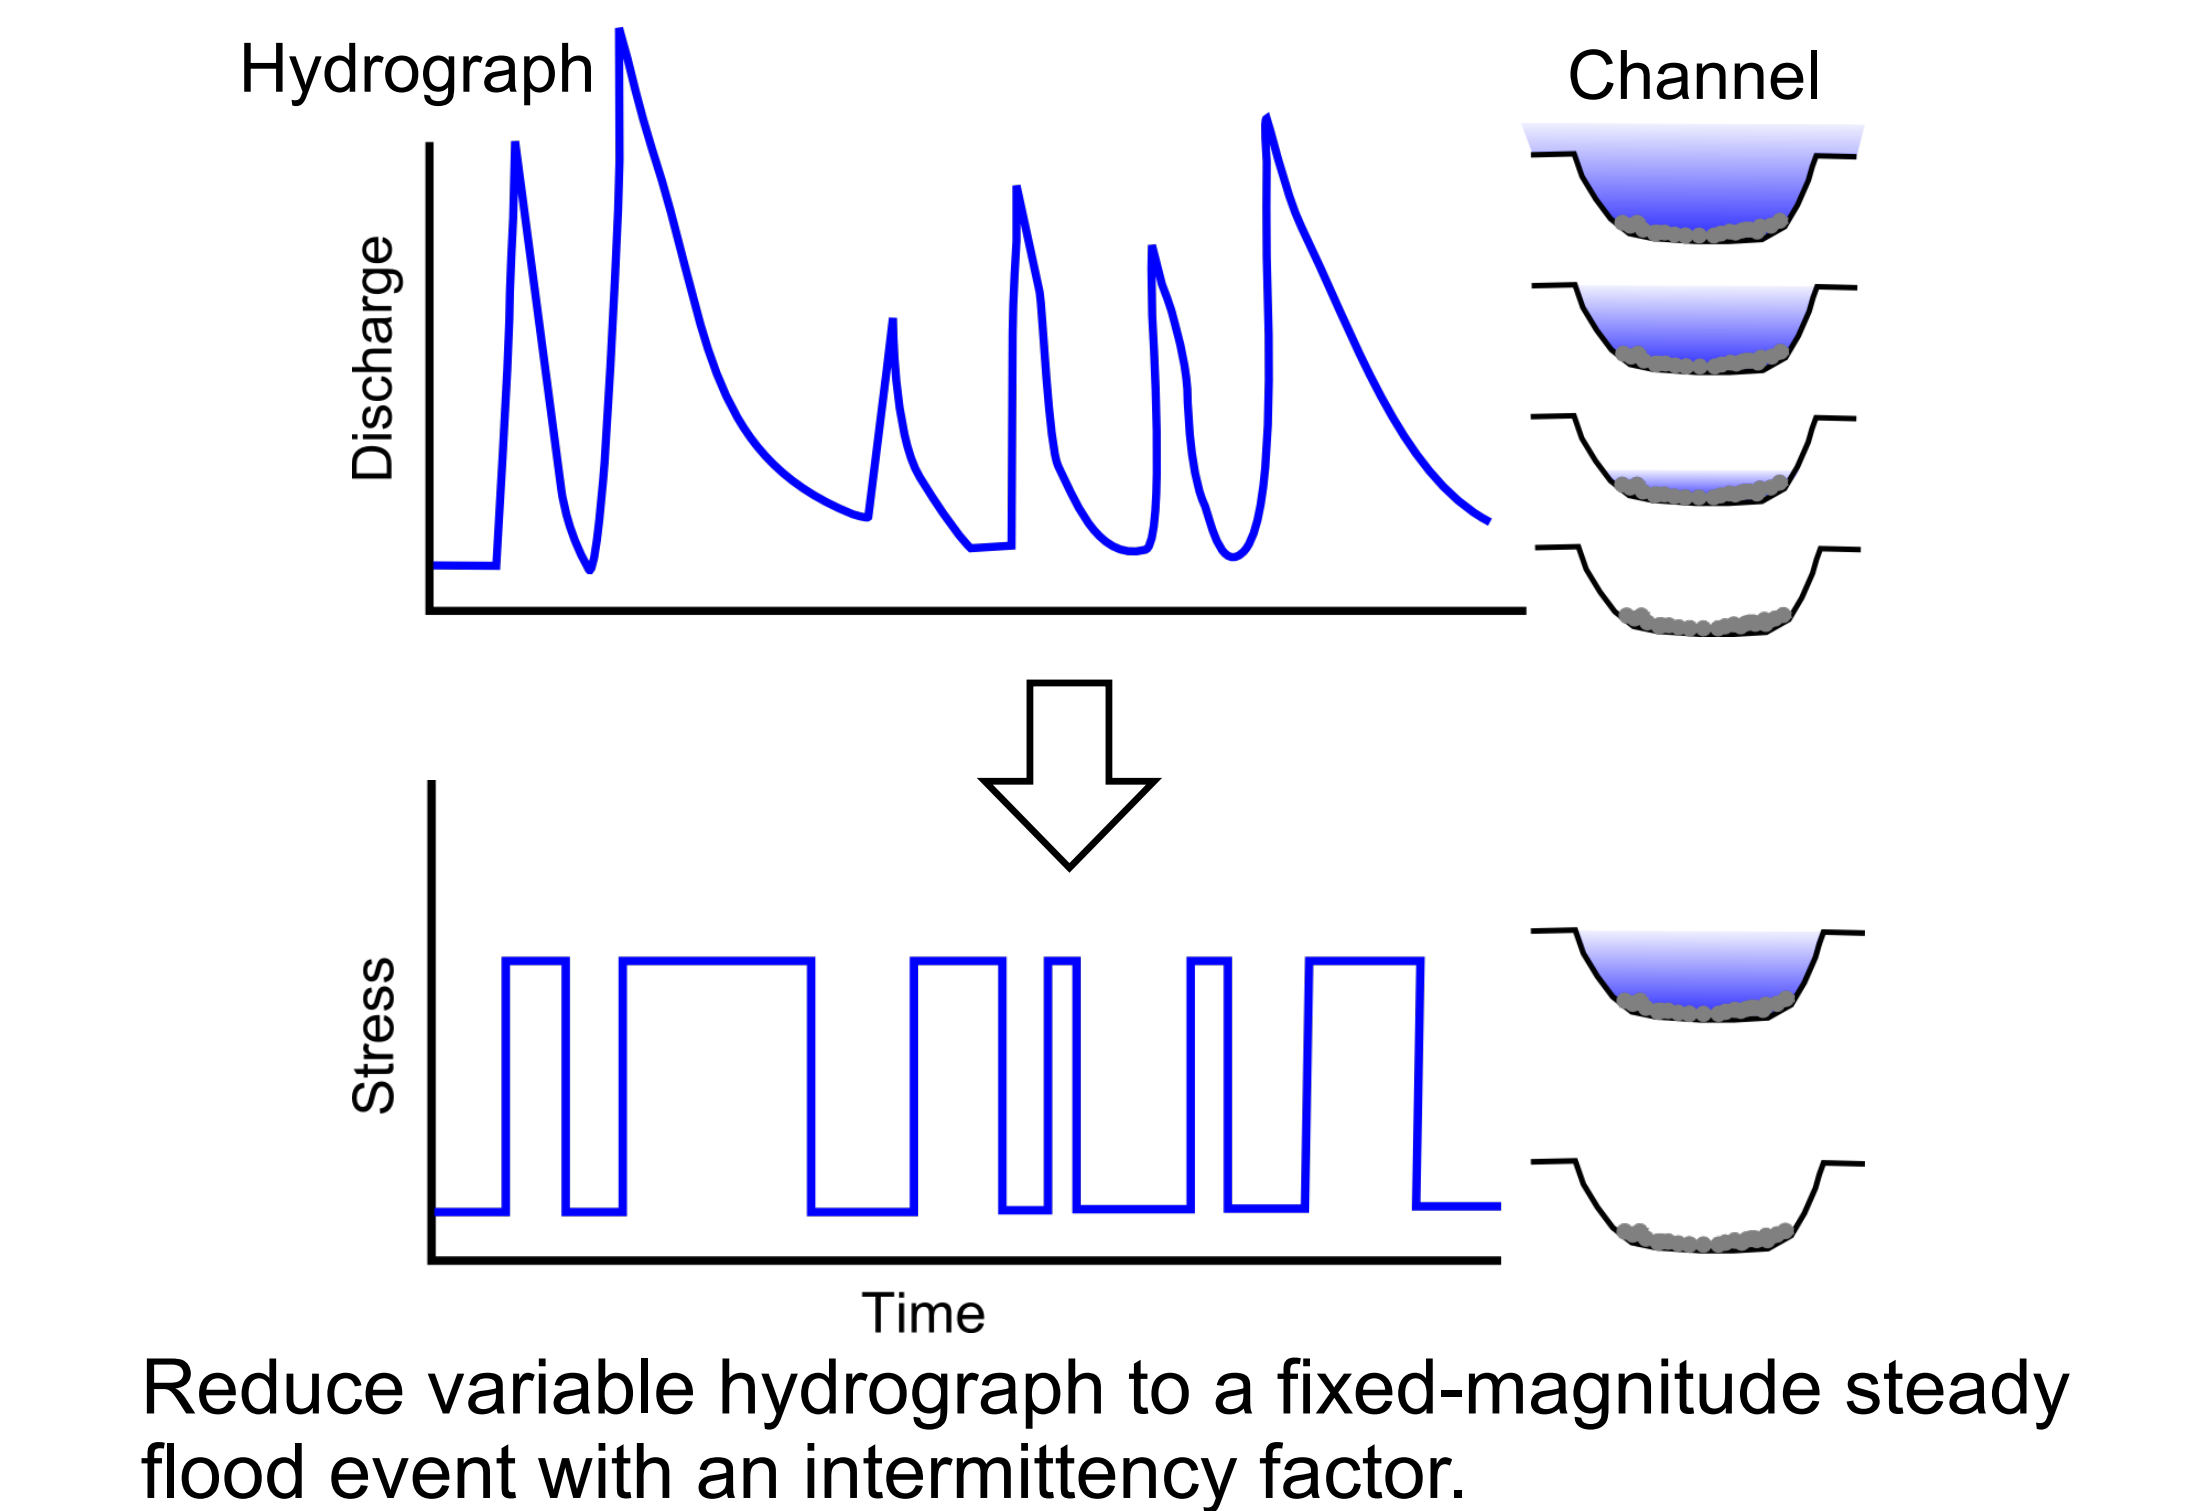 Hydrograph
Channel
Discharge
Stress
Time
Reduce variable hydrograph to a fixed-magnitude steady
flood event with an intermittency factor.